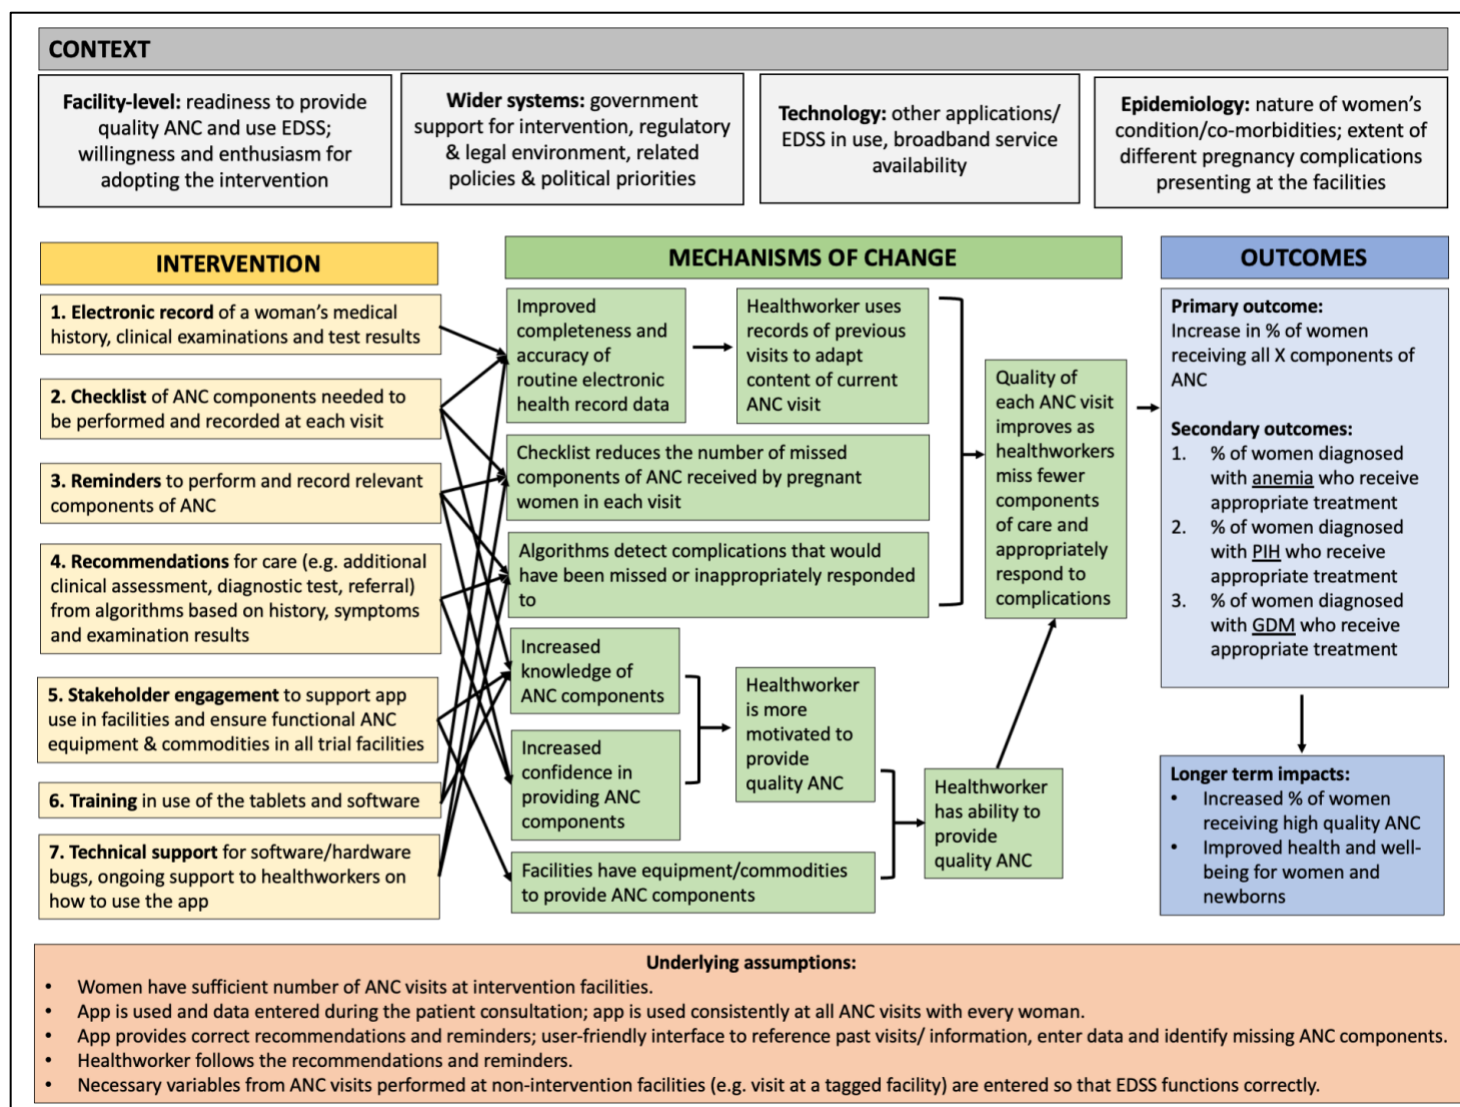 CONTEXT
Facility-level: readiness to provide
quality ANC and use EDSS;
willingness and enthusiasm for
adopting the intervention
Wider systems: government
support for intervention, regulatory
& legal environment, related
policies & political priorities
Technology: other applications/
EDSS in use, broadband service
availability
Epidemiology: nature of women's
condition/co-morbidities; extent of
different pregnancy complications
presenting at the facilities
INTERVENTION
1. Electronic record of a woman's medical
history, clinical examinations and test results
2. Checklist of ANC components needed to
be performed and recorded at each visit
3. Reminders to perform and record relevant
components of ANC
4. Recommendations for care (e.g. additional
clinical assessment, diagnostic test, referral)
from algorithms based on history, symptoms
and examination results
5. Stakeholder engagement to support app
use in facilities and ensure functional ANC
equipment & commodities in all trial facilities
6. Training in use of the tablets and software
7. Technical support for software/hardware
bugs, ongoing support to healthworkers on
how to use the app
MECHANISMS OF CHANGE
Improved
completeness and
accuracy of
routine electronic
health record data
Healthworker uses
records of previous
visits to adapt
content of current
ANC visit
Checklist reduces the number of missed
components of ANC received by pregnant
women in each visit
Algorithms detect complications that would
have been missed or inappropriately responded
to
Increased
knowledge of
ANC components
Increased
confidence in
providing ANC
components
Healthworker
is more
motivated to
provide
quality ANC
Facilities have equipment/commodities
to provide ANC components
Quality of
each ANC visit
improves as
healthworkers
miss fewer
components
of care and
appropriately
respond to
complications
Healthworker
has ability to
provide
quality ANC
OUTCOMES
Primary outcome:
Increase in % of women
receiving all X components of
ANC
Secondary outcomes:
1. % of women diagnosed
with anemia who receive
appropriate treatment
2. % of women diagnosed
with PIH who receive
appropriate treatment
3. % of women diagnosed
with GDM who receive
appropriate treatment
Longer term impacts:
• Increased % of women
receiving high quality ANC
• Improved health and well-
being for women and
newborns
Underlying assumptions:
• Women have sufficient number of ANC visits at intervention facilities.
• App is used and data entered during the patient consultation; app is used consistently at all ANC visits with every woman.
• App provides correct recommendations and reminders; user-friendly interface to reference past visits/ information, enter data and identify missing ANC components.
• Healthworker follows the recommendations and reminders.
• Necessary variables from ANC visits performed at non-intervention facilities (e.g. visit at a tagged facility) are entered so that EDSS functions correctly.